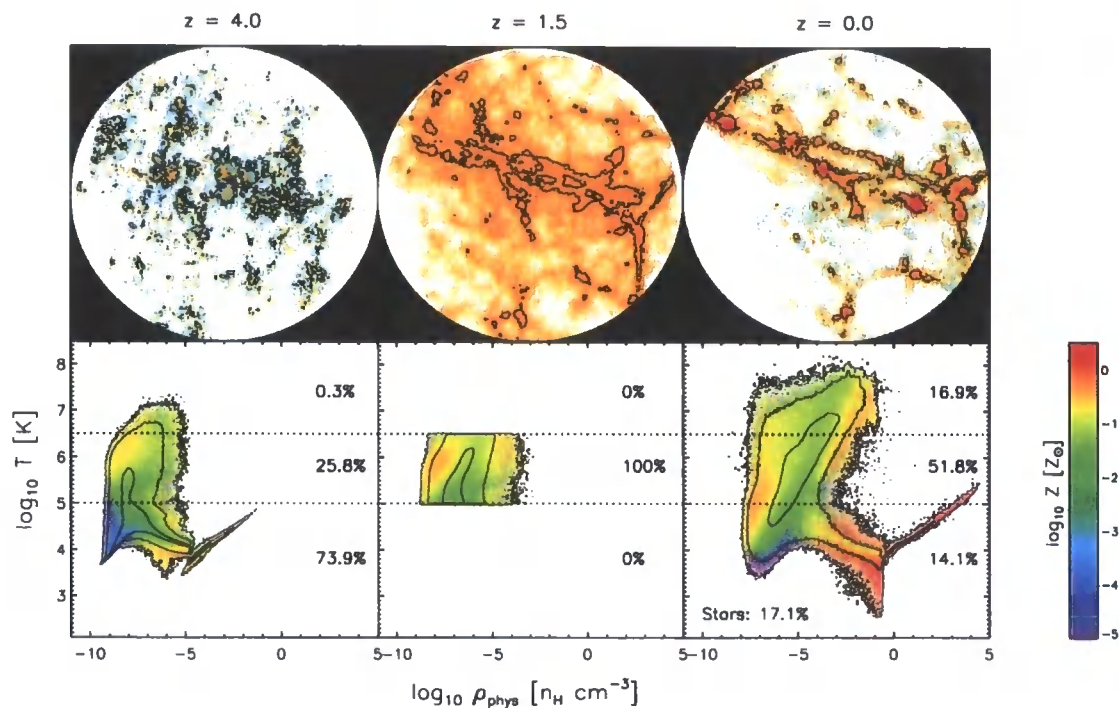 z = 4.0 z = 1.5 z = 0.0
8 0.3% 0% 16.9%
7
6 25.8% 100% 51.8%
5
4 73.9% 0% 14.1%
3 Stars: 17.1%
log₁₀ T [K]
-10 -5 0 5-10 -5 0 5-10 -5 0 5
log₁₀ ρphys [nH cm⁻³]
0
-1
-2
-3
-4
-5
log₁₀ Z [Z⊙]